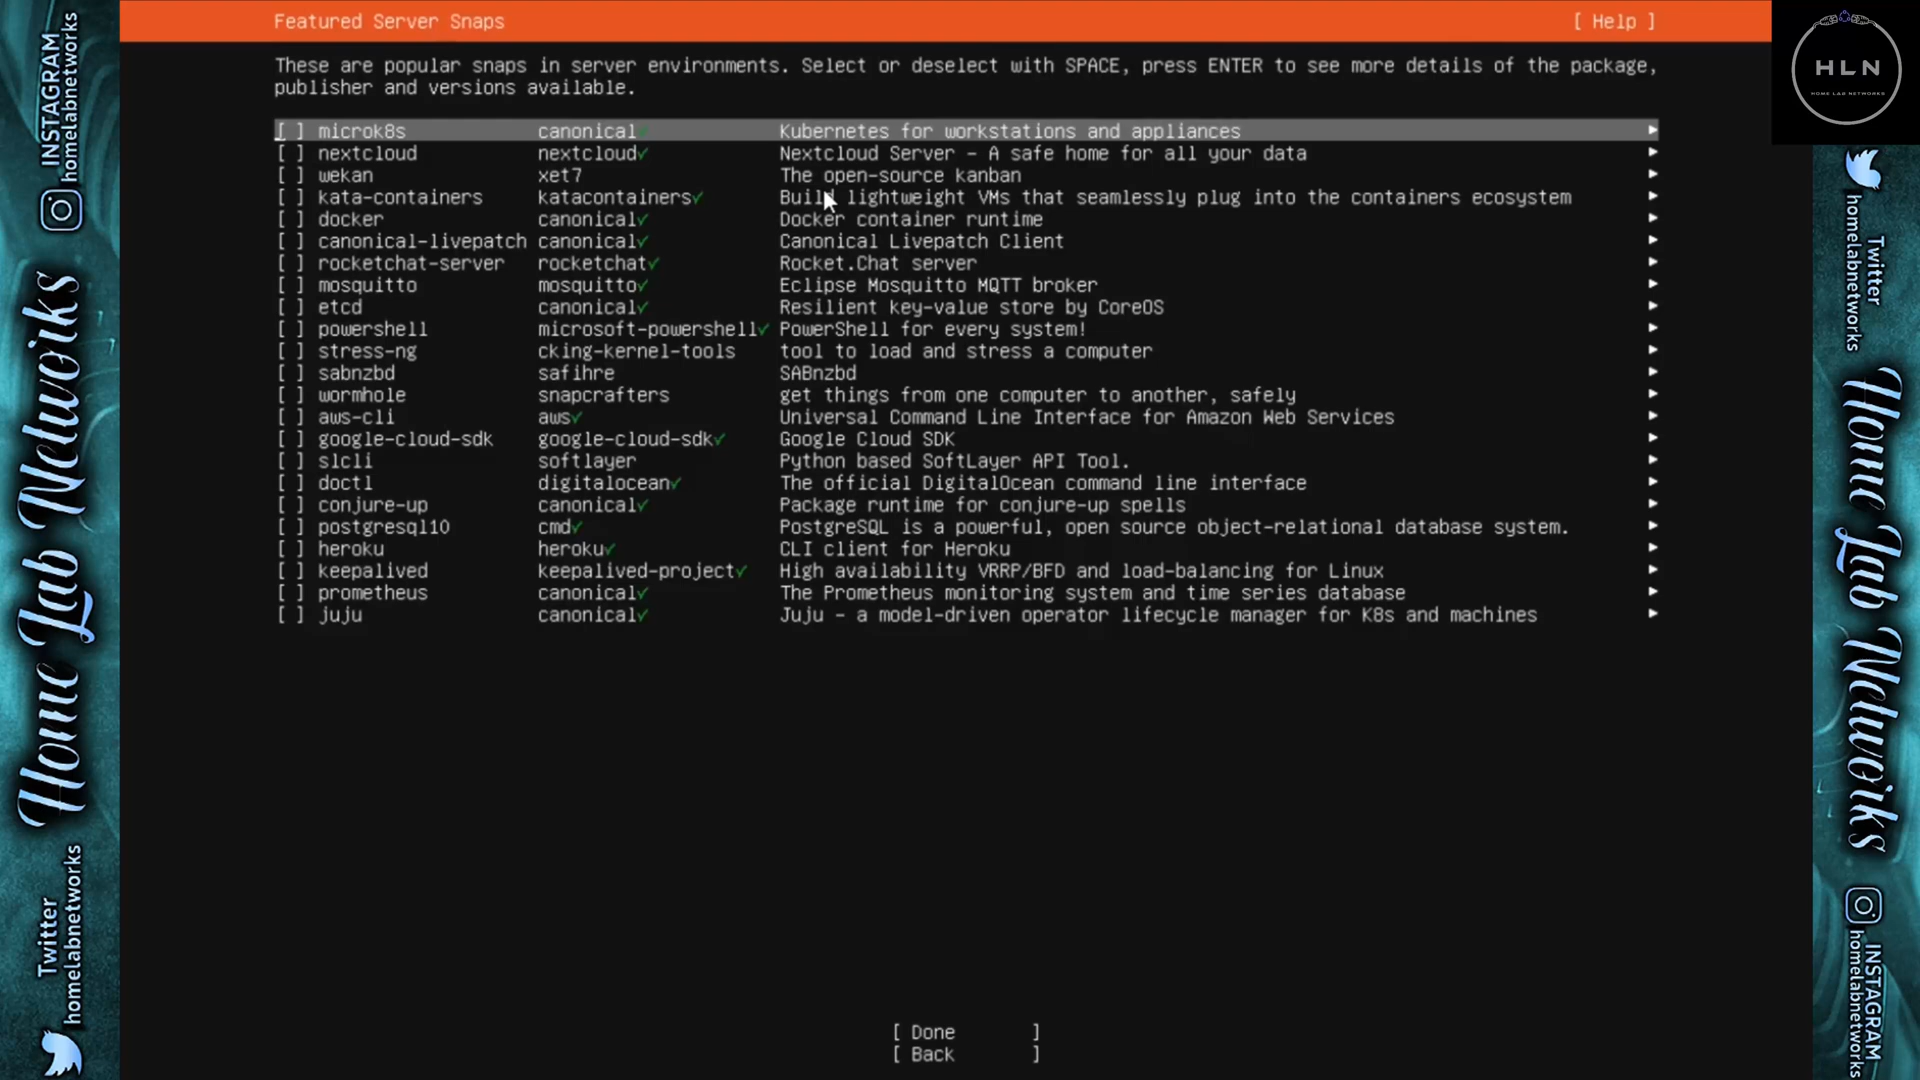 Featured Server Snaps [ Help ]
These are popular snaps in server environments. Select or deselect with SPACE, press ENTER to see more details of the package,
publisher and versions available.
[ ] microk8s canonical✓ Kubernetes for workstations and appliances ▸
[ ] nextcloud nextcloud✓ Nextcloud Server - A safe home for all your data ▸
[ ] wekan xet7 The open-source kanban ▸
[ ] kata-containers katacontainers✓ Build lightweight VMs that seamlessly plug into the containers ecosystem ▸
[ ] docker canonical✓ Docker container runtime ▸
[ ] canonical-livepatch canonical✓ Canonical Livepatch Client ▸
[ ] rocketchat-server rocketchat✓ Rocket.Chat server ▸
[ ] mosquitto mosquitto✓ Eclipse Mosquitto MQTT broker ▸
[ ] etcd canonical✓ Resilient key-value store by CoreOS ▸
[ ] powershell microsoft-powershell✓ PowerShell for every system! ▸
[ ] stress-ng cking-kernel-tools tool to load and stress a computer ▸
[ ] sabnzbd safihre SABnzbd ▸
[ ] wormhole snapcrafters get things from one computer to another, safely ▸
[ ] aws-cli aws✓ Universal Command Line Interface for Amazon Web Services ▸
[ ] google-cloud-sdk google-cloud-sdk✓ Google Cloud SDK ▸
[ ] slcli softlayer Python based SoftLayer API Tool. ▸
[ ] doctl digitalocean✓ The official DigitalOcean command line interface ▸
[ ] conjure-up canonical✓ Package runtime for conjure-up spells ▸
[ ] postgresql10 cmd✓ PostgreSQL is a powerful, open source object-relational database system. ▸
[ ] heroku heroku✓ CLI client for Heroku ▸
[ ] keepalived keepalived-project✓ High availability VRRP/BFD and load-balancing for Linux ▸
[ ] prometheus canonical✓ The Prometheus monitoring system and time series database ▸
[ ] juju canonical✓ Juju - a model-driven operator lifecycle manager for K8s and machines ▸
[ Done ]
[ Back ]
INSTAGRAM
homelabnetworks
Home Lab Networks
Twitter
homelabnetworks
HLN
HOME LAB NETWORKS
Twitter
homelabnetworks
Home Lab Networks
INSTAGRAM
homelabnetworks